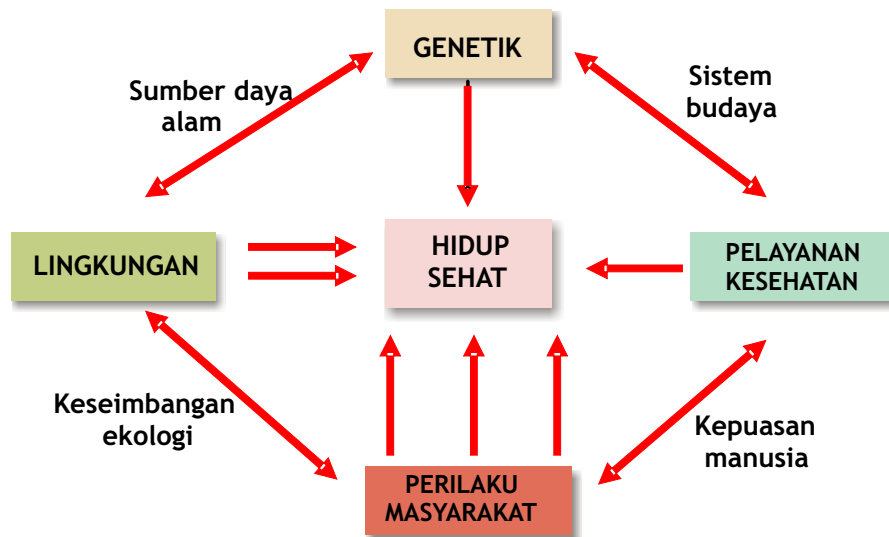 GENETIK
Sumber daya
alam
Sistem
budaya
LINGKUNGAN
HIDUP
SEHAT
PELAYANAN
KESEHATAN
Keseimbangan
ekologi
Kepuasan
manusia
PERILAKU
MASYARAKAT